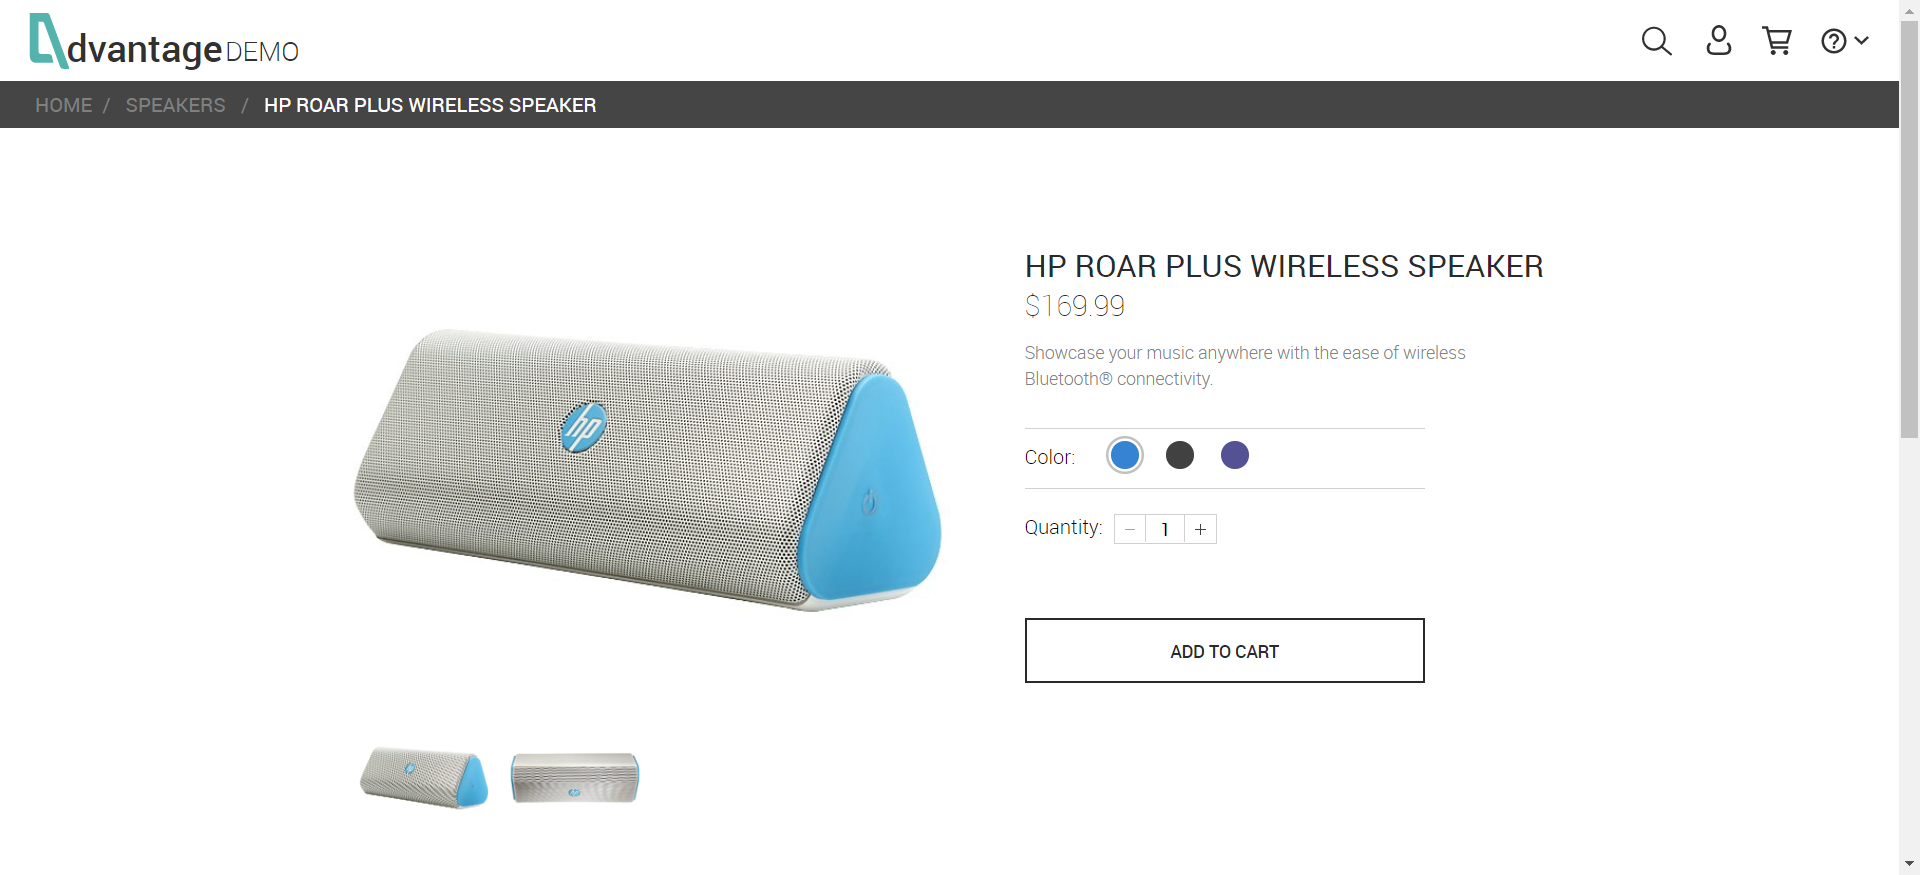 dvantage DEMO
HOME / SPEAKERS / HP ROAR PLUS WIRELESS SPEAKER
HP ROAR PLUS WIRELESS SPEAKER
$169.99
Showcase your music anywhere with the ease of wireless
Bluetooth® connectivity.
Color:
Quantity: − 1 +
ADD TO CART
hp